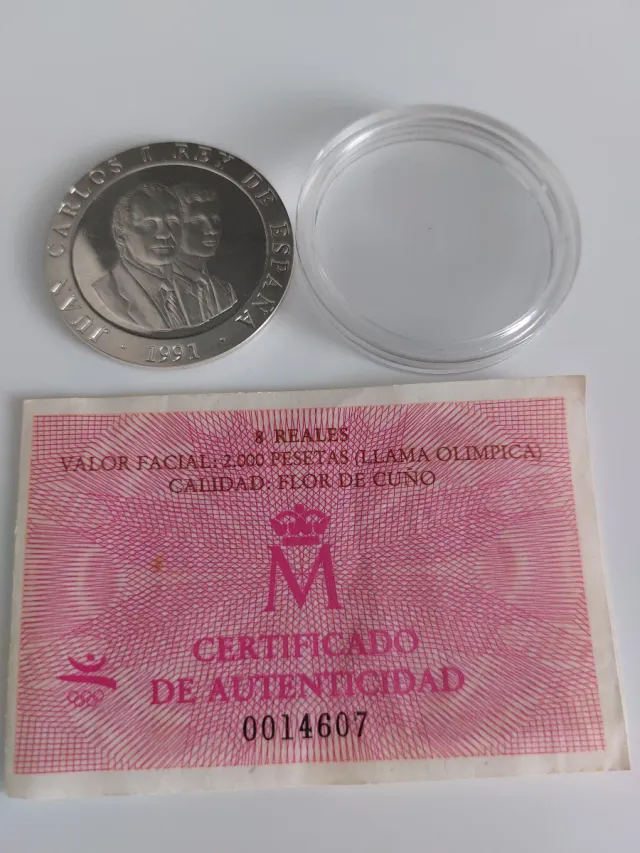 JUAN CARLOS I REY DE ESPAÑA
· 1991 ·
8 REALES
VALOR FACIAL: 2.000 PESETAS (LLAMA OLIMPICA)
CALIDAD: FLOR DE CUÑO
M
CERTIFICADO
DE AUTENTICIDAD
0014607